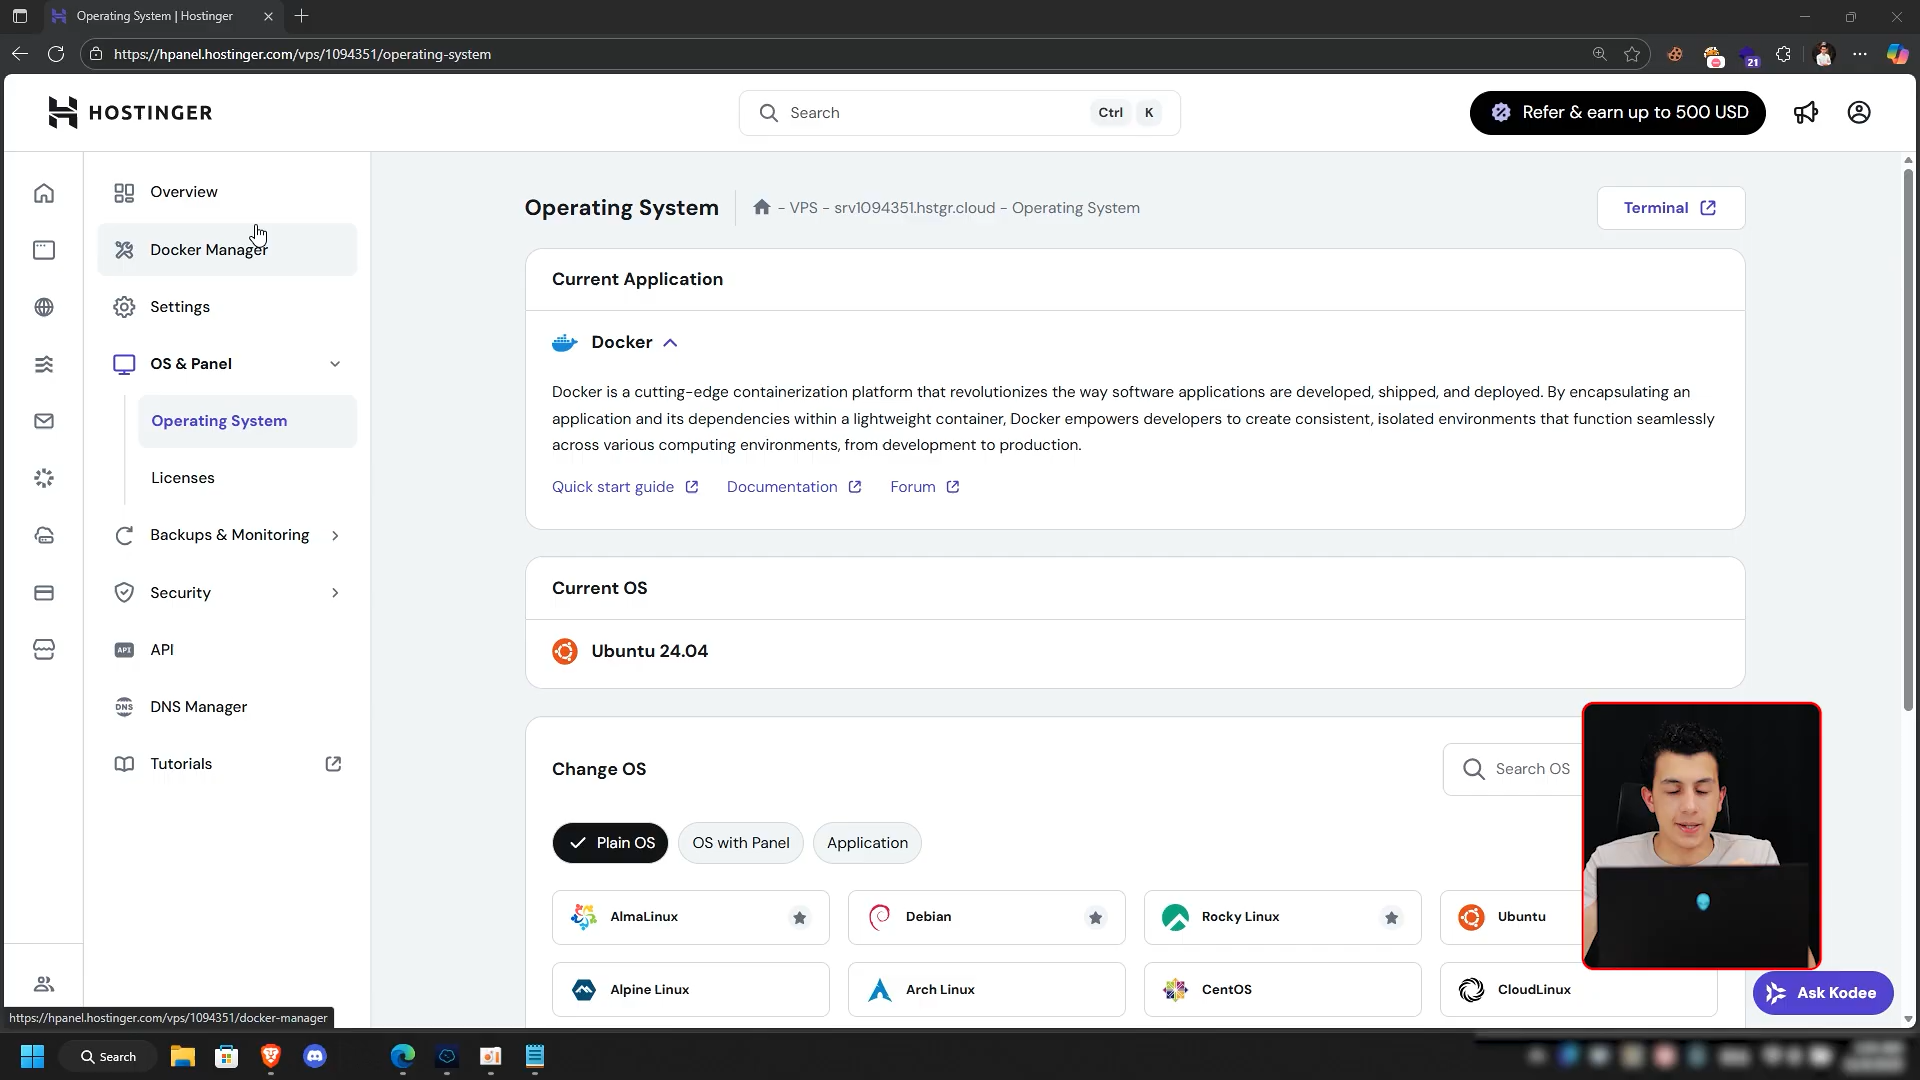 Operating System | Hostinger
https://hpanel.hostinger.com/vps/1094351/operating-system
21
HOSTINGER
Search
Ctrl
K
Refer & earn up to 500 USD
Overview
Docker Manager
Settings
OS & Panel
Operating System
Licenses
Backups & Monitoring
Security
API
API
DNS
DNS Manager
Tutorials
Operating System
- VPS - srv1094351.hstgr.cloud - Operating System
Terminal
Current Application
Docker
Docker is a cutting-edge containerization platform that revolutionizes the way software applications are developed, shipped, and deployed. By encapsulating an
application and its dependencies within a lightweight container, Docker empowers developers to create consistent, isolated environments that function seamlessly
across various computing environments, from development to production.
Quick start guide
Documentation
Forum
Current OS
Ubuntu 24.04
Change OS
Search OS
Plain OS
OS with Panel
Application
AlmaLinux
Debian
Rocky Linux
Ubuntu
Alpine Linux
Arch Linux
CentOS
CloudLinux
Ask Kodee
https://hpanel.hostinger.com/vps/1094351/docker-manager
Search